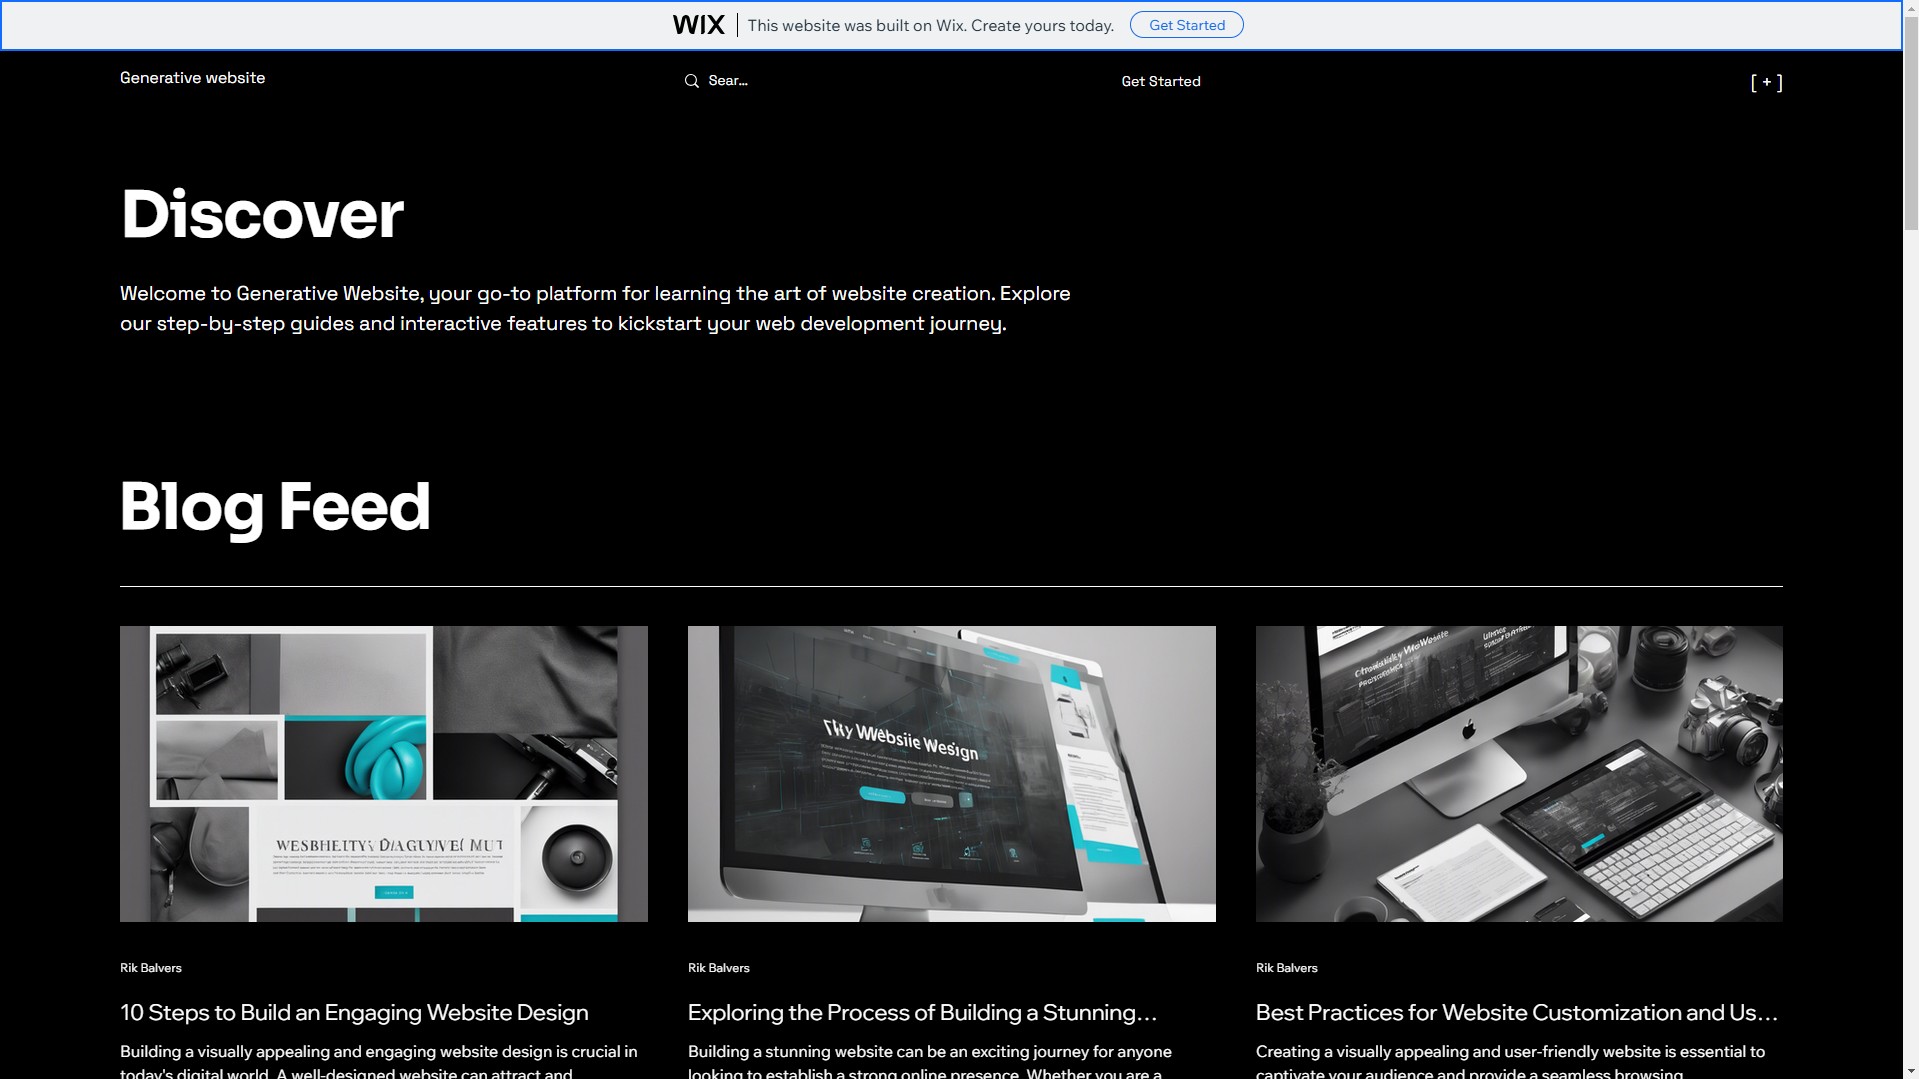 WIX
This website was built on Wix. Create yours today.
Get Started
Generative website
Sear...
Get Started
[ + ]
Discover
Welcome to Generative Website, your go-to platform for learning the art of website creation. Explore
our step-by-step guides and interactive features to kickstart your web development journey.
Blog Feed
WESBHEITY DIAGUYVE( MUT
Thy Website Wesign
Rik Balvers
10 Steps to Build an Engaging Website Design
Building a visually appealing and engaging website design is crucial in
today's digital world. A well-designed website can attract and
Rik Balvers
Exploring the Process of Building a Stunning...
Building a stunning website can be an exciting journey for anyone
looking to establish a strong online presence. Whether you are a
Rik Balvers
Best Practices for Website Customization and Us...
Creating a visually appealing and user-friendly website is essential to
captivate your audience and provide a seamless browsing